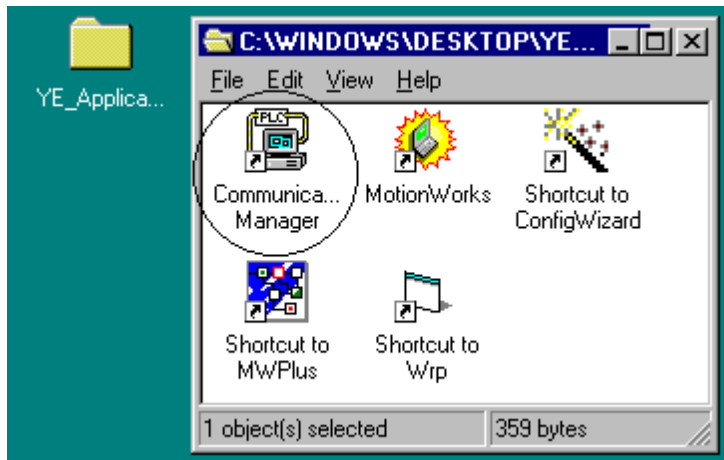 YE_Applica...
C:\WINDOWS\DESKTOP\YE...
File Edit View Help
PLC
Communica...
Manager
MotionWorks
Shortcut to
ConfigWizard
Shortcut to
MWPlus
Shortcut to
Wrp
1 object(s) selected
359 bytes